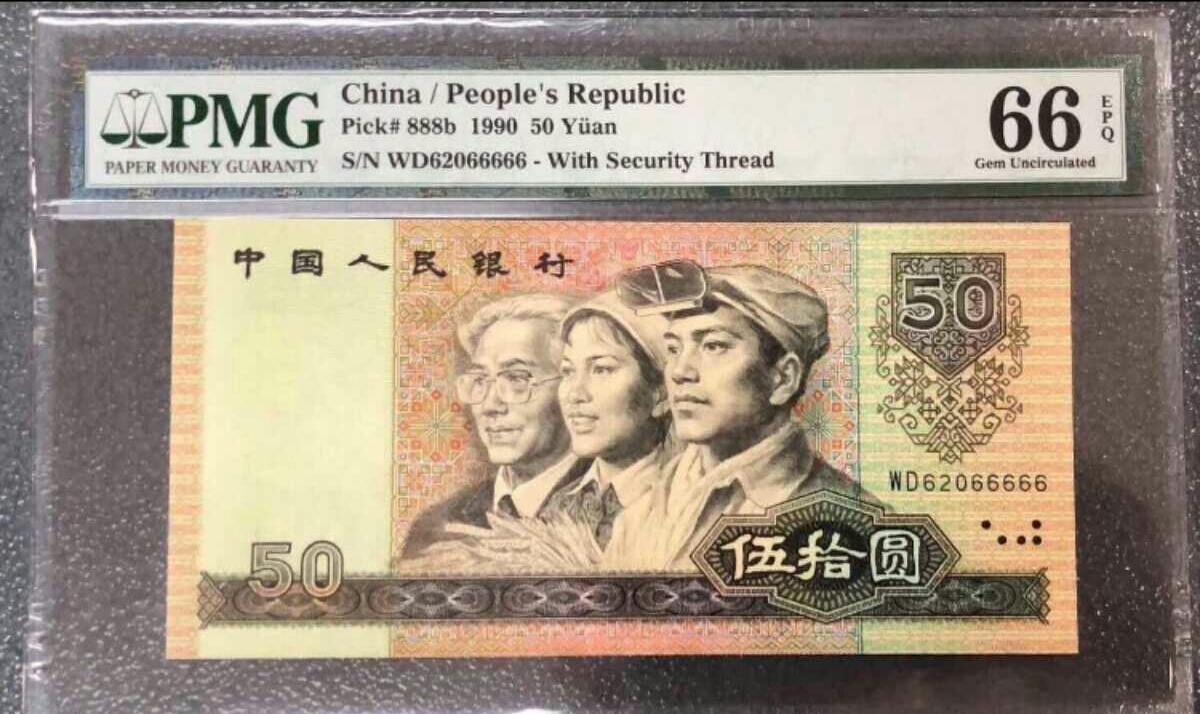 PMG
PAPER MONEY GUARANTY
China / People's Republic
Pick# 888b 1990 50 Yüan
S/N WD62066666 - With Security Thread
66 EPQ
Gem Uncirculated
中国人民银行
50
WD62066666
50
伍拾圆